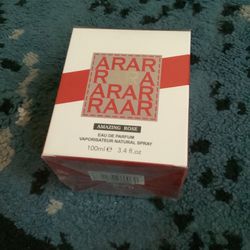 ARAR
R R A
ARAR
RAAR
AMAZING ROSE
EAU DE PARFUM
VAPORISATEUR NATURAL SPRAY
100ml ℮ 3.4 fl.oz